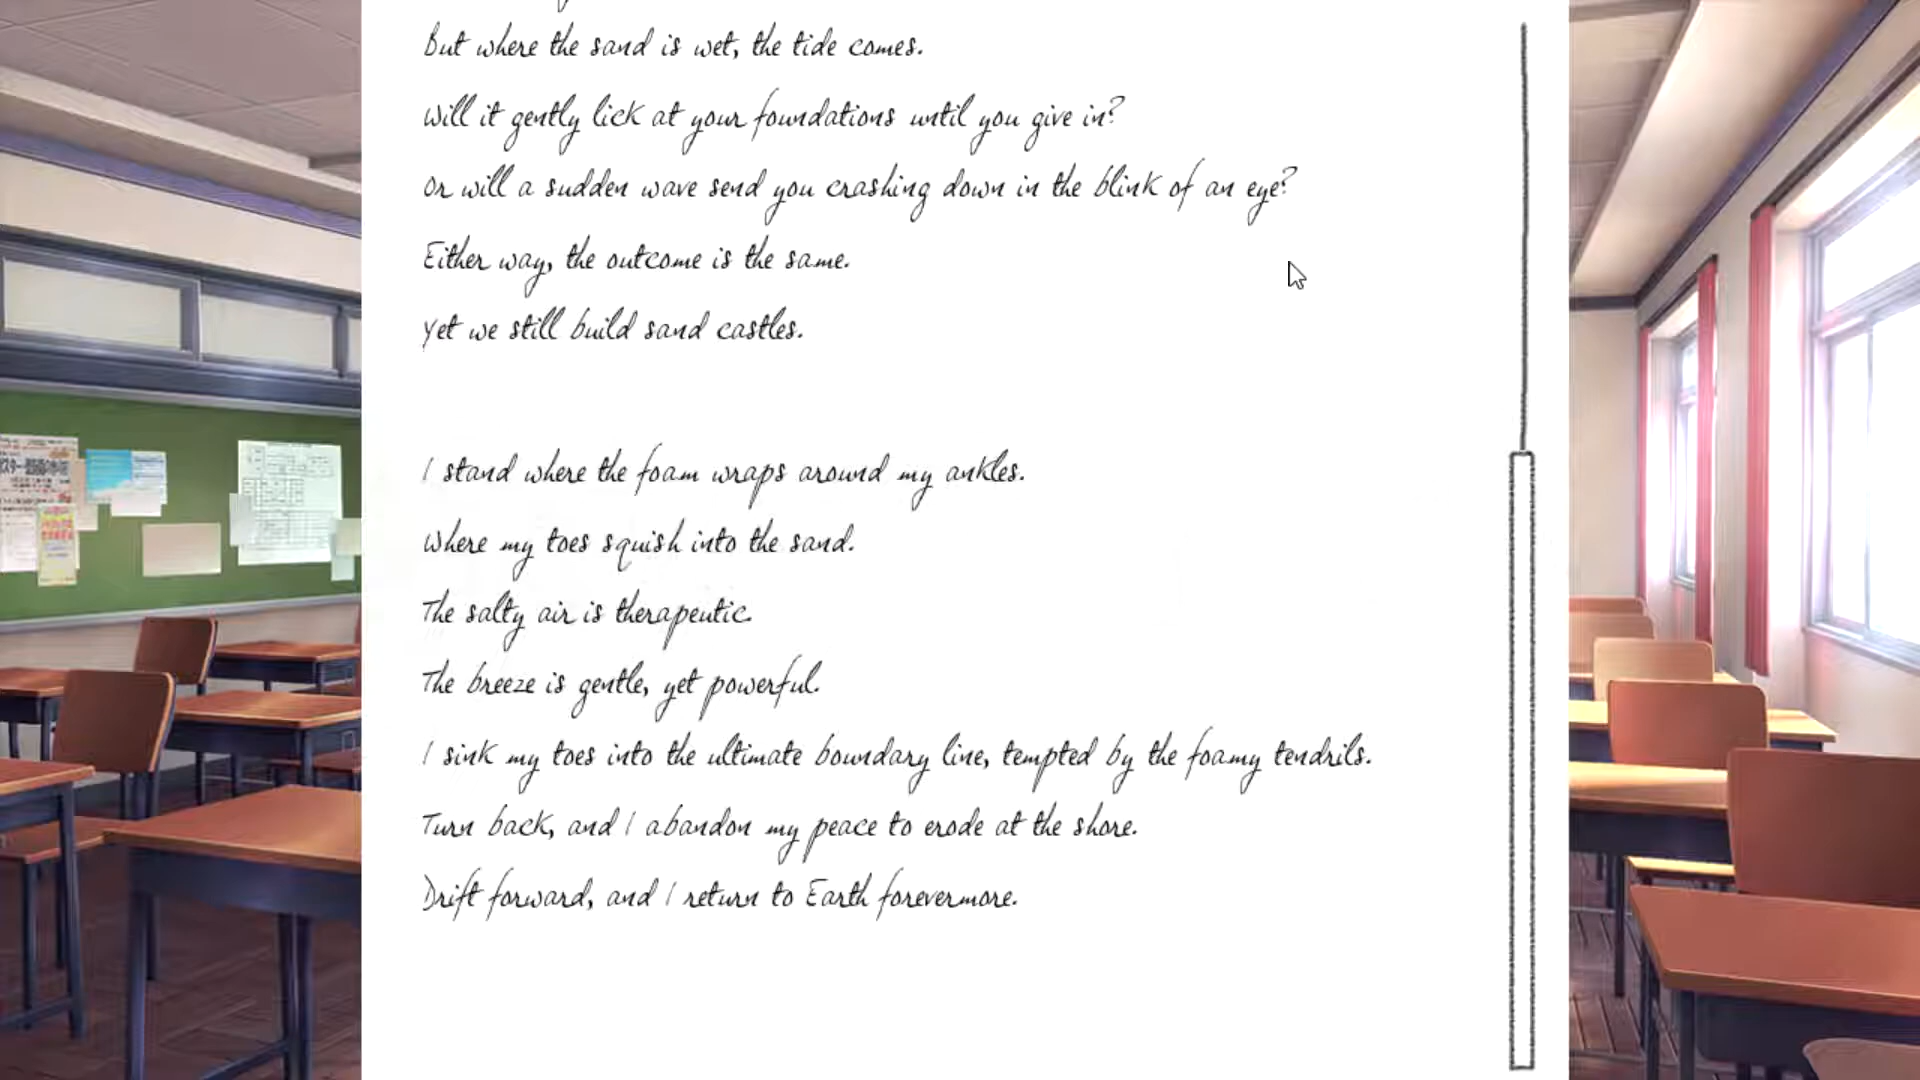 But where the sand is wet, the tide comes.
Will it gently lick at your foundations until you give in?
Or will a sudden wave send you crashing down in the blink of an eye?
Either way, the outcome is the same.
Yet we still build sand castles.
I stand where the foam wraps around my ankles.
Where my toes squish into the sand.
The salty air is therapeutic.
The breeze is gentle, yet powerful.
I sink my toes into the ultimate boundary line, tempted by the foamy tendrils.
Turn back, and I abandon my peace to erode at the shore.
Drift forward, and I return to Earth forevermore.